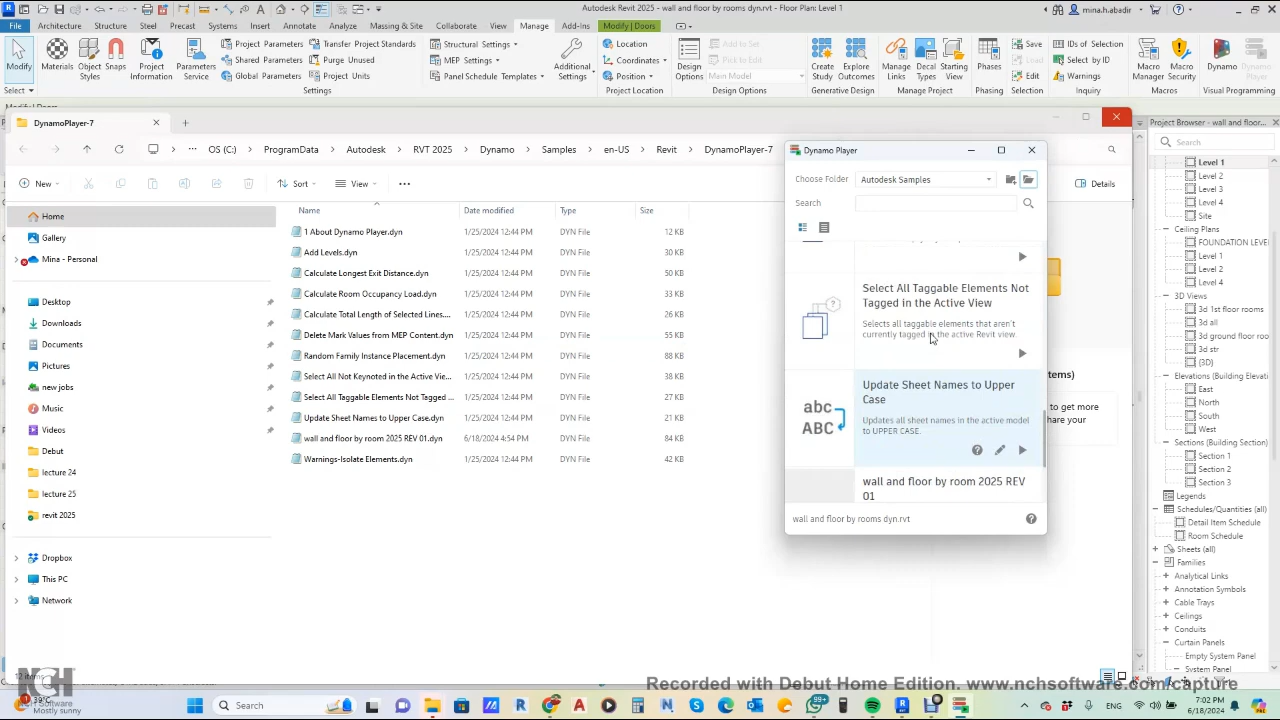 Autodesk Revit 2025 - wall and floor by rooms dyn.rvt - Floor Plan: Level 1
mina.h.abadir
File Architecture Structure Steel Precast Systems Insert Annotate Analyze Massing & Site Collaborate View Manage Add-Ins Modify | Doors
Modify
Materials
Object Styles
Snaps
Project Information
Parameters Service
Project Parameters
Shared Parameters
Global Parameters
Transfer Project Standards
Purge Unused
Project Units
Structural Settings
MEP Settings
Panel Schedule Templates
Additional Settings
Location
Coordinates
Position
Design Options
Add to Set
Pick to Edit
Main Model
Create Study
Explore Outcomes
Manage Links
Decal Types
Starting View
Phases
Save
Load
Edit
IDs of Selection
Select by ID
Warnings
Macro Manager
Macro Security
Dynamo
Dynamo Player
Select
Settings
Project Location
Design Options
Generative Design
Manage Project
Phasing
Selection
Inquiry
Macros
Visual Programming
Modify | Doors
DynamoPlayer-7
OS (C:) > ProgramData > Autodesk > RVT > Dynamo > Samples > en-US > Revit > DynamoPlayer-7
New
Sort
View
Details
Name Date modified Type Size
1 About Dynamo Player.dyn 1/25/2024 12:44 PM DYN File 12 KB
Add Levels.dyn 1/25/2024 12:44 PM DYN File 30 KB
Calculate Longest Exit Distance.dyn 1/25/2024 12:44 PM DYN File 50 KB
Calculate Room Occupancy Load.dyn 1/25/2024 12:44 PM DYN File 33 KB
Calculate Total Length of Selected Lines.... 1/25/2024 12:44 PM DYN File 26 KB
Delete Mark Values from MEP Content.dyn 1/25/2024 12:44 PM DYN File 55 KB
Random Family Instance Placement.dyn 1/25/2024 12:44 PM DYN File 88 KB
Select All Not Keynoted in the Active Vie... 1/25/2024 12:44 PM DYN File 38 KB
Select All Taggable Elements Not Tagged ... 1/25/2024 12:44 PM DYN File 27 KB
Update Sheet Names to Upper Case.dyn 1/25/2024 12:44 PM DYN File 21 KB
wall and floor by room 2025 REV 01.dyn 6/18/2024 4:54 PM DYN File 84 KB
Warnings-Isolate Elements.dyn 1/25/2024 12:44 PM DYN File 42 KB
Home
Gallery
Mina - Personal
Desktop
Downloads
Documents
Pictures
new jobs
Music
Videos
Debut
lecture 24
lecture 25
revit 2025
Dropbox
This PC
Network
12 items
tems)
to get more
hare your
Dynamo Player
Choose Folder Autodesk Samples
Search
Select All Taggable Elements Not
Tagged in the Active View
Selects all taggable elements that aren't
currently tagged in the active Revit view.
abc
ABC
Update Sheet Names to Upper
Case
Updates all sheet names in the active model
to UPPER CASE.
wall and floor by room 2025 REV
01
wall and floor by rooms dyn.rvt
Project Browser - wall and floor...
Search
Level 1
Level 2
Level 3
Level 4
Site
Ceiling Plans
FOUNDATION LEVE
Level 1
Level 2
Level 4
3D Views
3d 1st floor rooms
3d all
3d ground floor roo
3d str
{3D}
Elevations (Building Elevati
East
North
South
West
Sections (Building Section)
Section 1
Section 2
Section 3
Legends
Schedules/Quantities (all)
Detail Item Schedule
Room Schedule
Sheets (all)
Families
Analytical Links
Annotation Symbols
Cable Trays
Ceilings
Conduits
Curtain Panels
Empty System Panel
System Panel
NCH
NCH Software
Recorded with Debut Home Edition. www.nchsoftware.com/capture
Mostly sunny
Search
99+
7:02 PM
6/18/2024